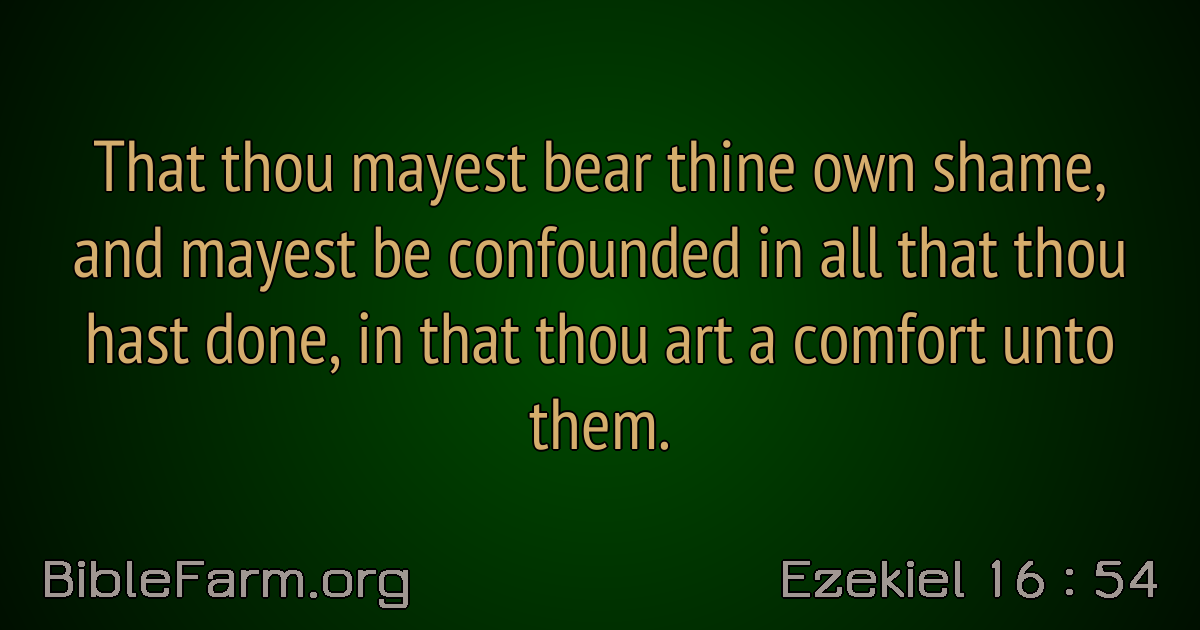 That thou mayest bear thine own shame,
and mayest be confounded in all that thou
hast done, in that thou art a comfort unto
them.
BibleFarm.org
Ezekiel 16 : 54